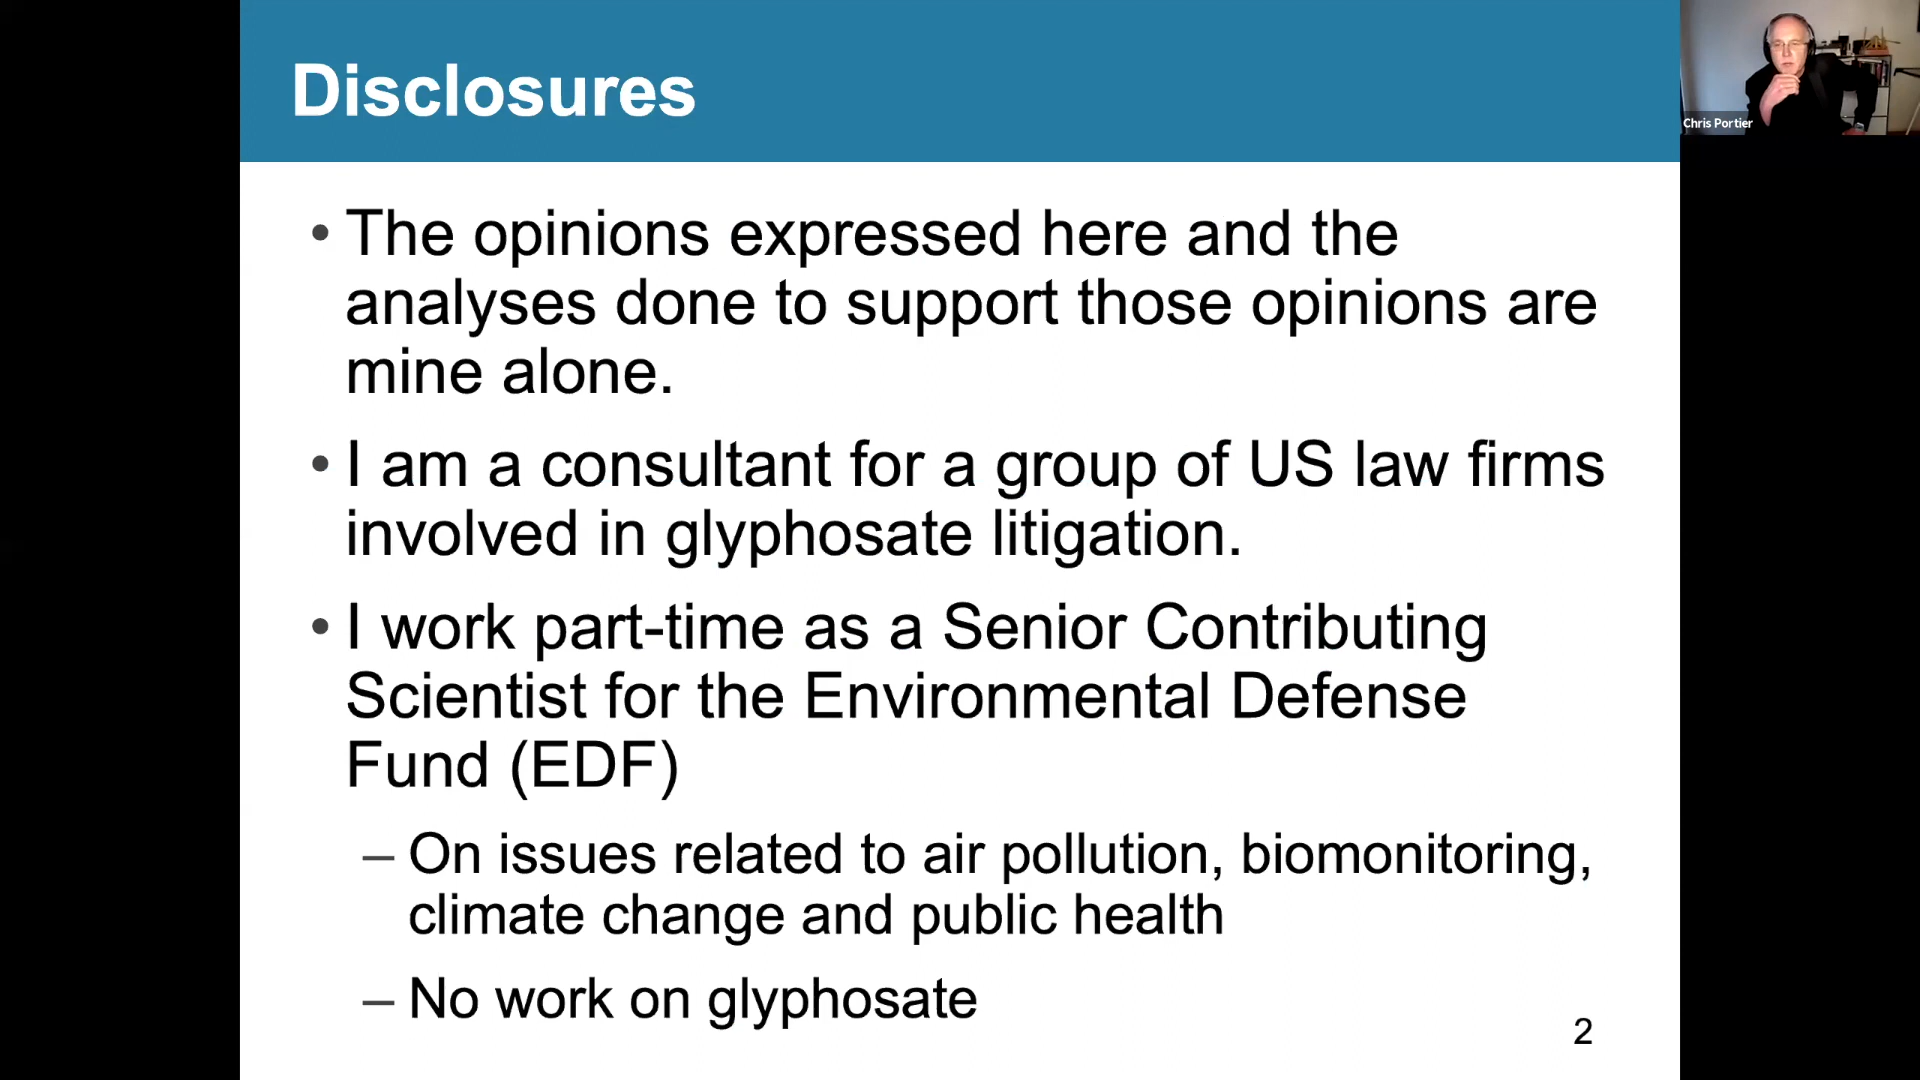 Disclosures
Chris Portier
• The opinions expressed here and the
analyses done to support those opinions are
mine alone.
• I am a consultant for a group of US law firms
involved in glyphosate litigation.
• I work part-time as a Senior Contributing
Scientist for the Environmental Defense
Fund (EDF)
– On issues related to air pollution, biomonitoring,
climate change and public health
– No work on glyphosate
2